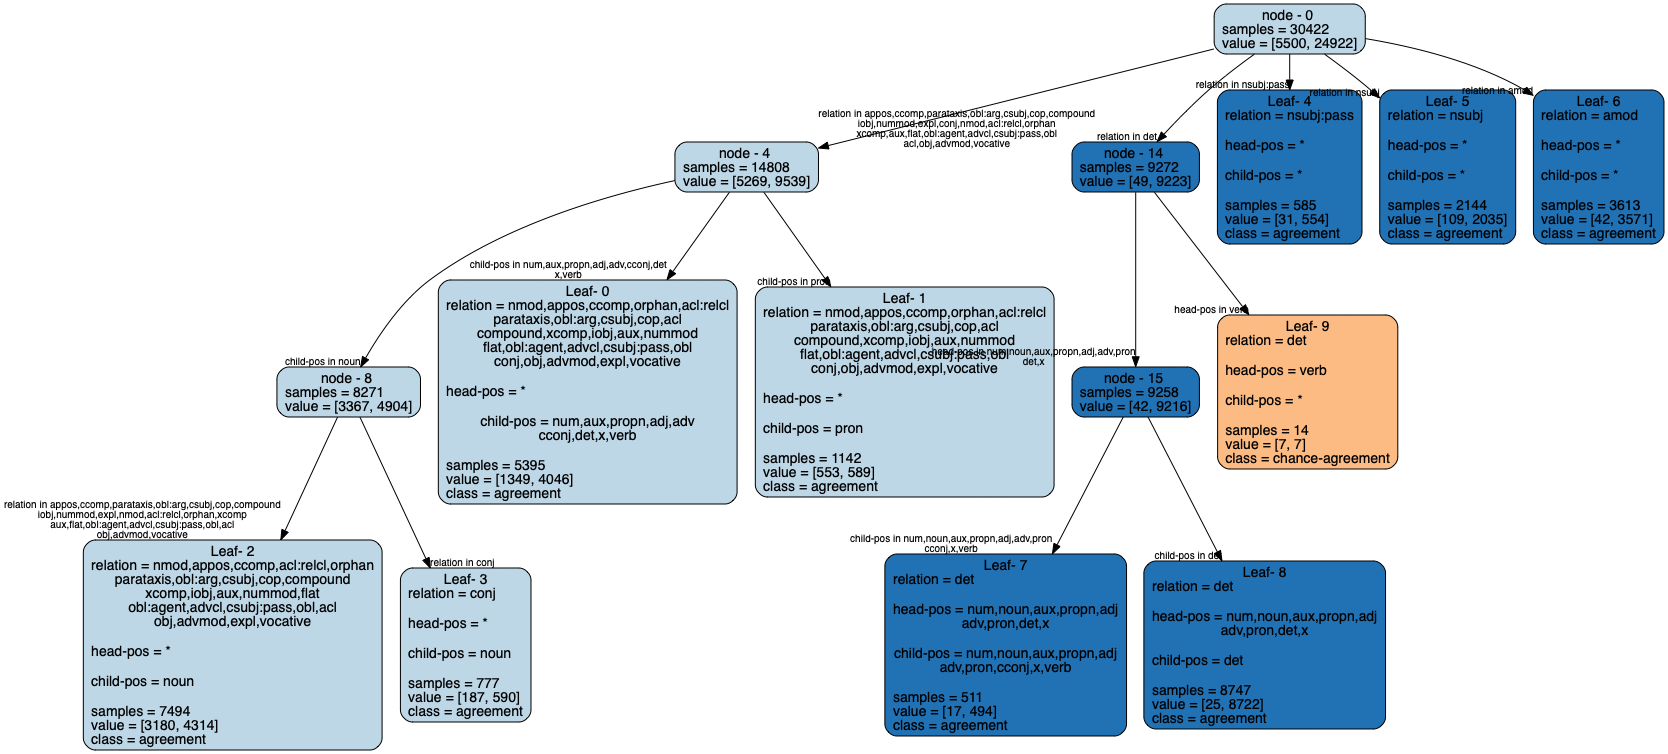 node - 0
samples = 30422
value = [5500, 24922]
relation in appos,ccomp,parataxis,obl:arg,csubj,cop,compound
iobj,nummod,expl,conj,nmod,acl:relcl,orphan
xcomp,aux,flat,obl:agent,advcl,csubj:pass,obl
acl,obj,advmod,vocative
relation in det
relation in nsubj:pass
relation in nsubj
relation in amod
node - 4
samples = 14808
value = [5269, 9539]
node - 14
samples = 9272
value = [49, 9223]
Leaf- 4
relation = nsubj:pass
head-pos = *
child-pos = *
samples = 585
value = [31, 554]
class = agreement
Leaf- 5
relation = nsubj
head-pos = *
child-pos = *
samples = 2144
value = [109, 2035]
class = agreement
Leaf- 6
relation = amod
head-pos = *
child-pos = *
samples = 3613
value = [42, 3571]
class = agreement
child-pos in noun
child-pos in num,aux,propn,adj,adv,cconj,det
x,verb
child-pos in pron
head-pos in num,noun,aux,propn,adj,adv,pron
det,x
head-pos in verb
node - 8
samples = 8271
value = [3367, 4904]
Leaf- 0
relation = nmod,appos,ccomp,orphan,acl:relcl
parataxis,obl:arg,csubj,cop,acl
compound,xcomp,iobj,aux,nummod
flat,obl:agent,advcl,csubj:pass,obl
conj,obj,advmod,expl,vocative
head-pos = *
child-pos = num,aux,propn,adj,adv
cconj,det,x,verb
samples = 5395
value = [1349, 4046]
class = agreement
Leaf- 1
relation = nmod,appos,ccomp,orphan,acl:relcl
parataxis,obl:arg,csubj,cop,acl
compound,xcomp,iobj,aux,nummod
flat,obl:agent,advcl,csubj:pass,obl
conj,obj,advmod,expl,vocative
head-pos = *
child-pos = pron
samples = 1142
value = [553, 589]
class = agreement
node - 15
samples = 9258
value = [42, 9216]
Leaf- 9
relation = det
head-pos = verb
child-pos = *
samples = 14
value = [7, 7]
class = chance-agreement
relation in appos,ccomp,parataxis,obl:arg,csubj,cop,compound
iobj,nummod,expl,nmod,acl:relcl,orphan,xcomp
aux,flat,obl:agent,advcl,csubj:pass,obl,acl
obj,advmod,vocative
relation in conj
child-pos in num,noun,aux,propn,adj,adv,pron
cconj,x,verb
child-pos in det
Leaf- 2
relation = nmod,appos,ccomp,acl:relcl,orphan
parataxis,obl:arg,csubj,cop,compound
xcomp,iobj,aux,nummod,flat
obl:agent,advcl,csubj:pass,obl,acl
obj,advmod,expl,vocative
head-pos = *
child-pos = noun
samples = 7494
value = [3180, 4314]
class = agreement
Leaf- 3
relation = conj
head-pos = *
child-pos = noun
samples = 777
value = [187, 590]
class = agreement
Leaf- 7
relation = det
head-pos = num,noun,aux,propn,adj
adv,pron,det,x
child-pos = num,noun,aux,propn,adj
adv,pron,cconj,x,verb
samples = 511
value = [17, 494]
class = agreement
Leaf- 8
relation = det
head-pos = num,noun,aux,propn,adj
adv,pron,det,x
child-pos = det
samples = 8747
value = [25, 8722]
class = agreement